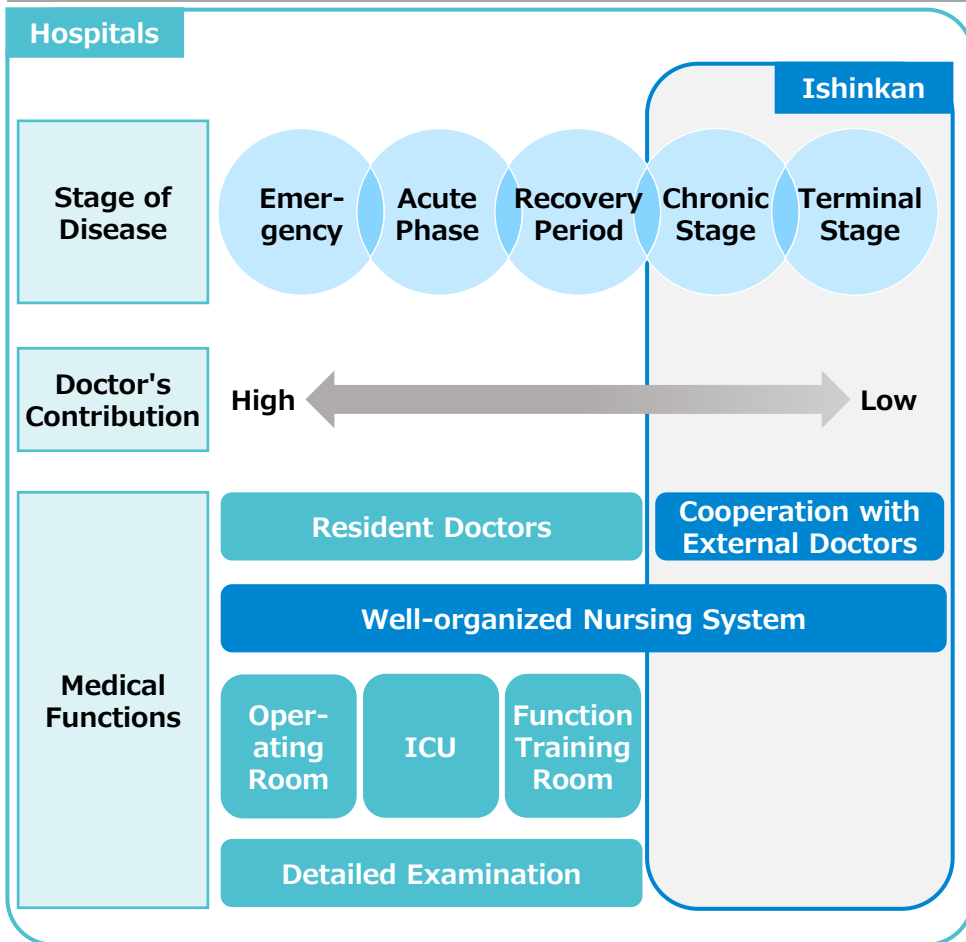 Hospitals
Ishinkan
Stage of
Disease
Emer-
gency
Acute
Phase
Recovery
Period
Chronic
Stage
Terminal
Stage
Doctor's
Contribution
High
Low
Medical
Functions
Resident Doctors
Cooperation with
External Doctors
Well-organized Nursing System
Oper-
ating
Room
ICU
Function
Training
Room
Detailed Examination